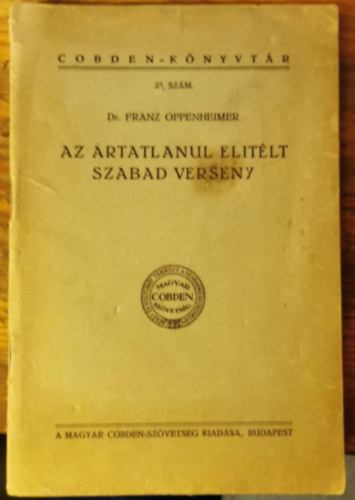 COBDEN-KÖNYVTÁR
SZÁM.
Dr. FRANZ OPPENHEIMER
AZ ÁRTATLANUL ELITÉLT
SZABAD VERSENY
MAGYAR
COBDEN
SZÖVETSÉG
A MAGYAR COBDEN-SZÖVETSÉG KIADÁSA, BUDAPEST